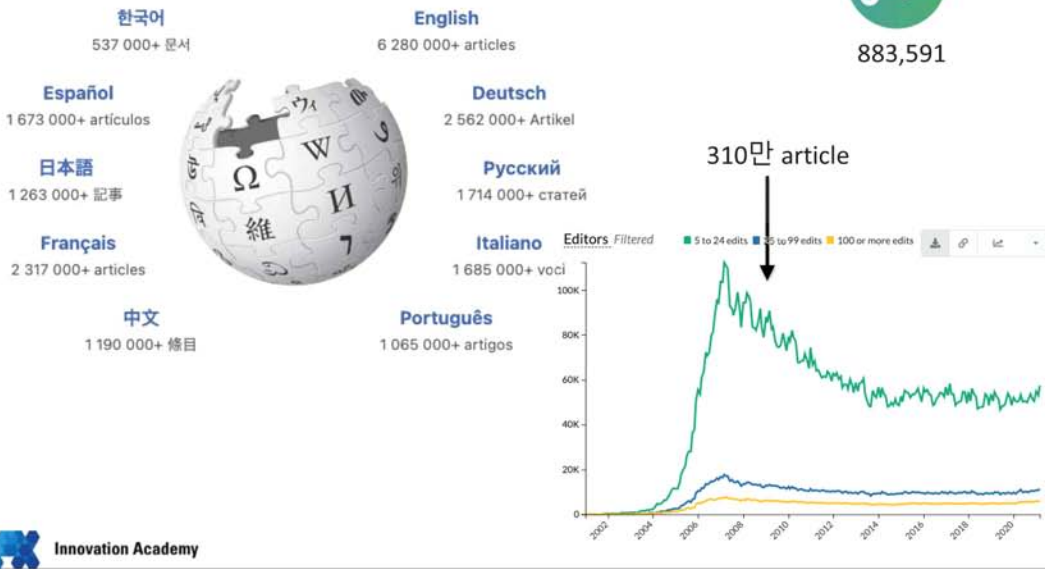 한국어
537 000+ 문서
English
6 280 000+ articles
883,591
Español
1 673 000+ artículos
Deutsch
2 562 000+ Artikel
日本語
1 263 000+ 記事
Русский
1 714 000+ статей
310만 article
Français
2 317 000+ articles
Italiano
1 685 000+ voci
中文
1 190 000+ 條目
Português
1 065 000+ artigos
Editors Filtered
5 to 24 edits
25 to 99 edits
100 or more edits
100K
80K
60K
40K
20K
0
2002
2004
2006
2008
2010
2012
2014
2016
2018
2020
ウィ
W
Ω
И
維
7
Innovation Academy